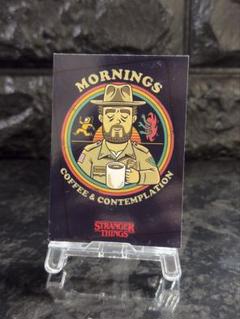 MORNINGS
COFFEE & CONTEMPLATION
STRANGER
THINGS